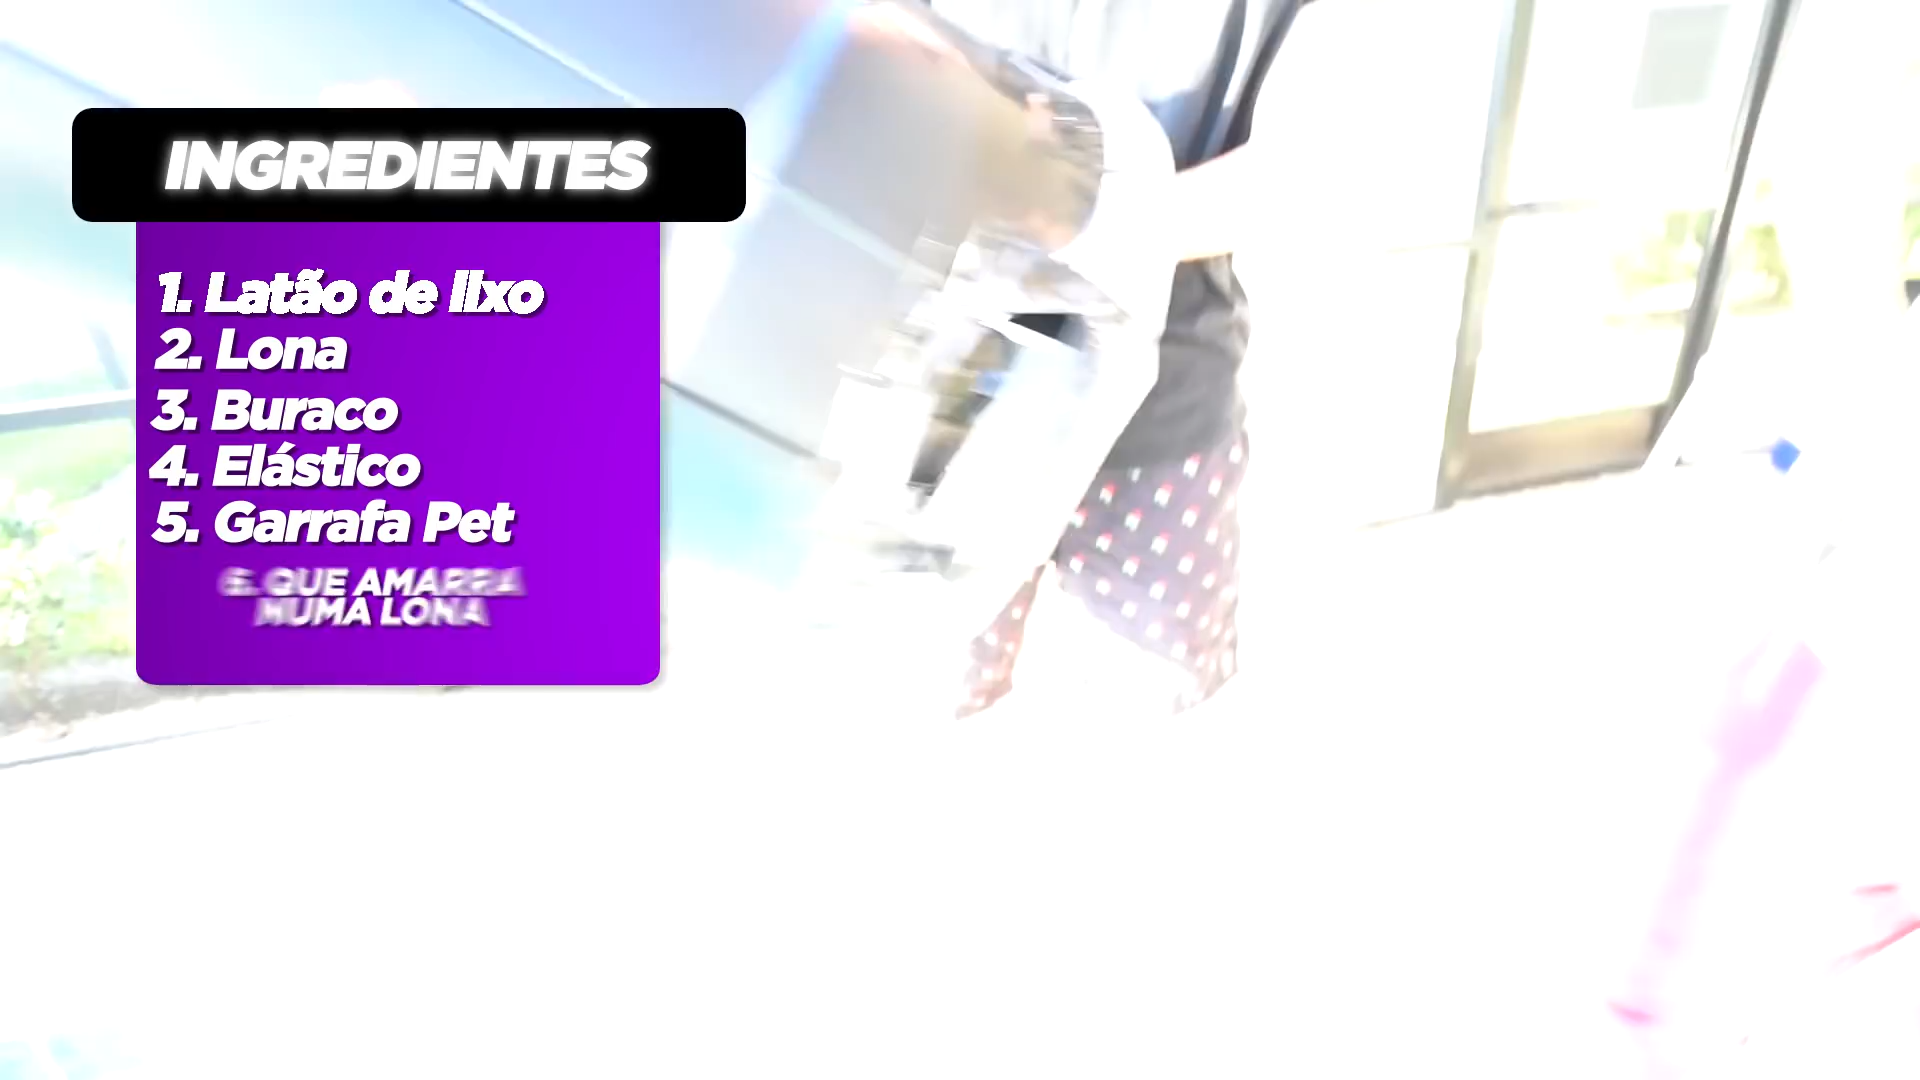 INGREDIENTES
1. Latão de lixo
2. Lona
3. Buraco
4. Elástico
5. Garrafa Pet
6. QUE AMARRA
NUMA LONA